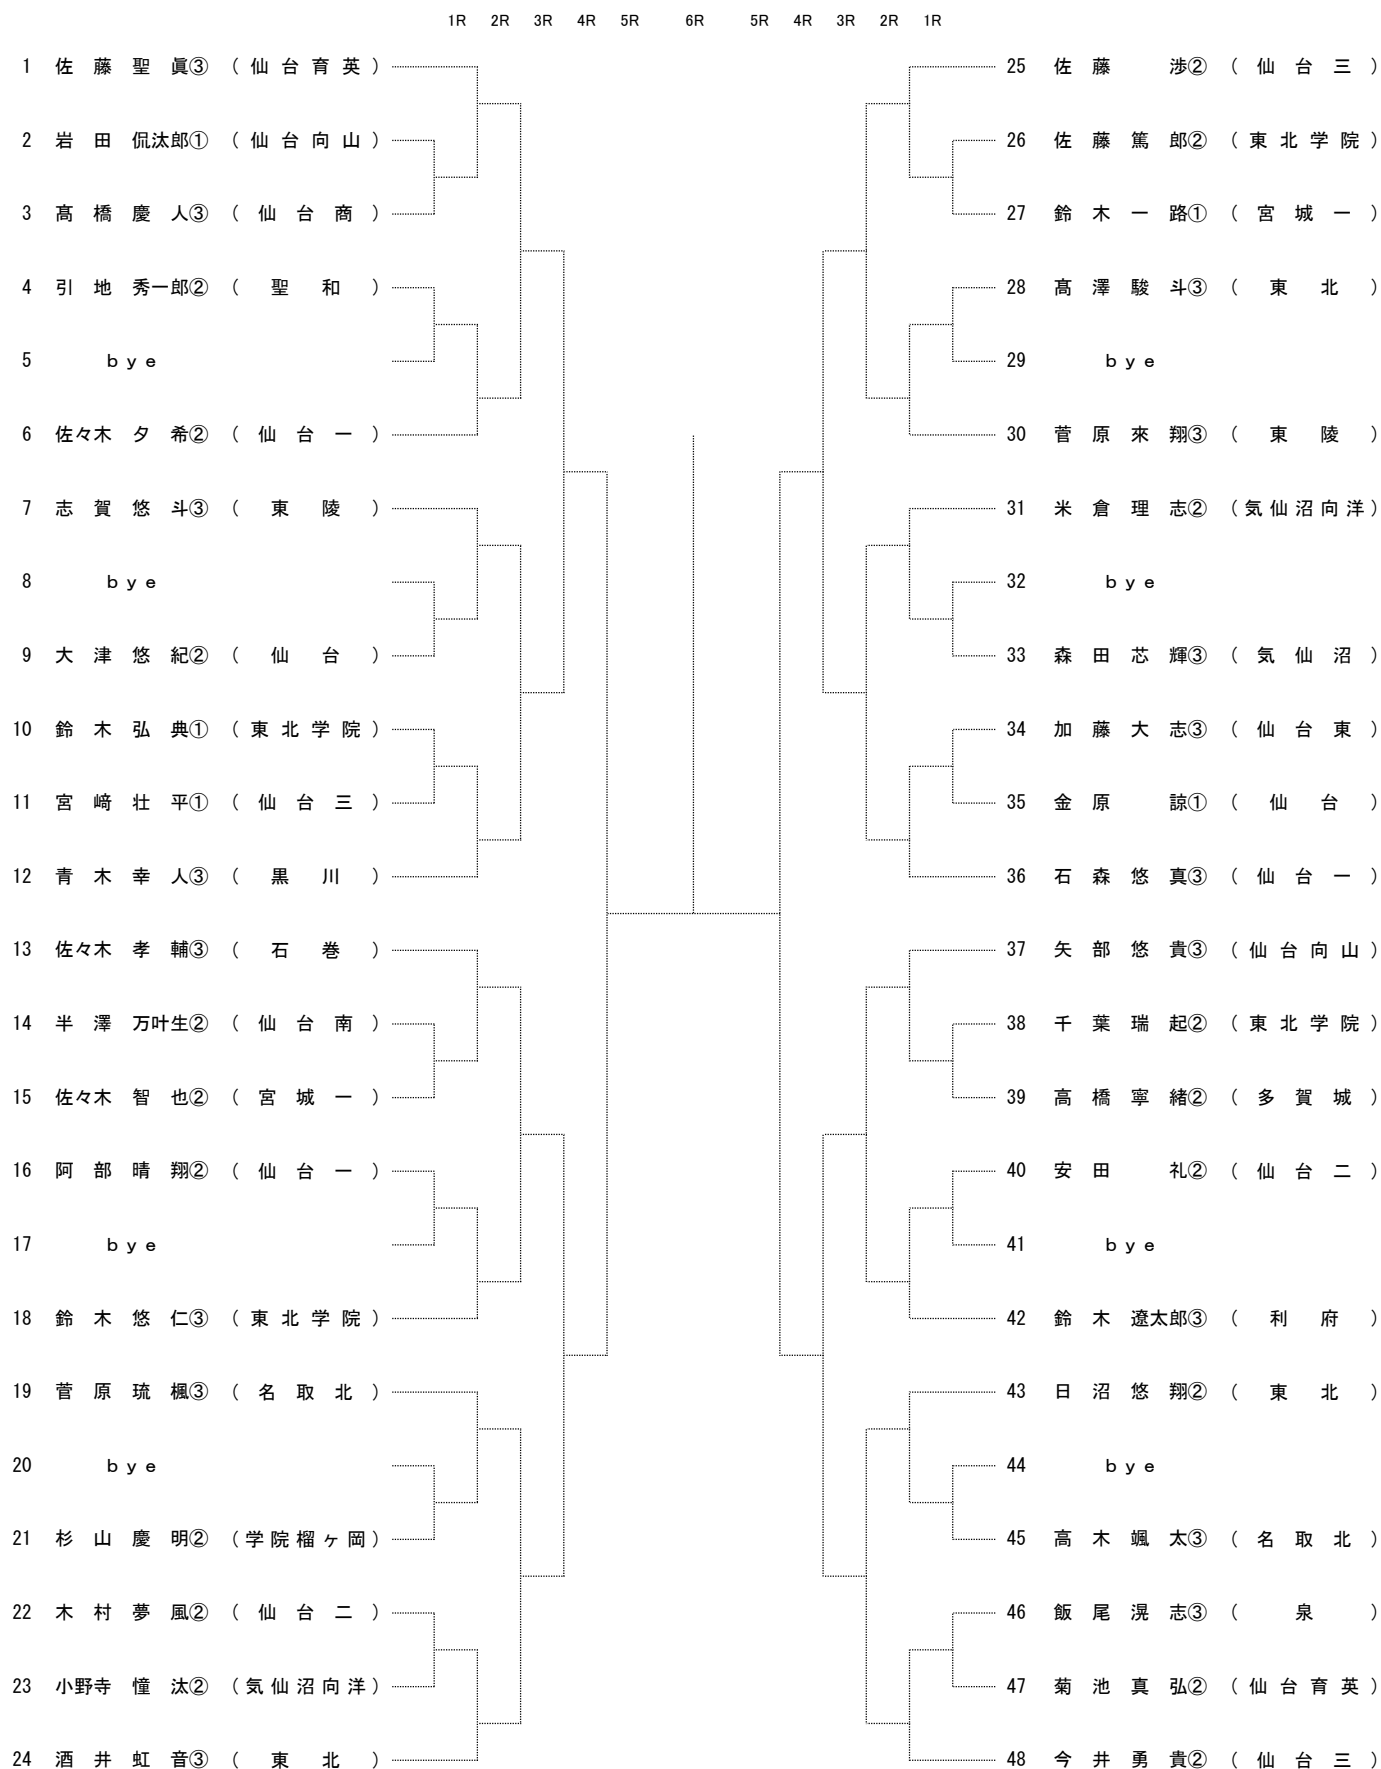 1R 2R 3R 4R 5R 6R 5R 4R 3R 2R 1R
1 佐藤聖眞③ (仙台育英)
2 岩田侃汰郎① (仙台向山)
3 髙橋慶人③ (仙台商)
4 引地秀一郎② (聖和)
5 bye
6 佐々木夕希② (仙台一)
7 志賀悠斗③ (東陵)
8 bye
9 大津悠紀② (仙台)
10 鈴木弘典① (東北学院)
11 宮﨑壮平① (仙台三)
12 青木幸人③ (黒川)
13 佐々木孝輔③ (石巻)
14 半澤万叶生② (仙台南)
15 佐々木智也② (宮城一)
16 阿部晴翔② (仙台一)
17 bye
18 鈴木悠仁③ (東北学院)
19 菅原琉楓③ (名取北)
20 bye
21 杉山慶明② (学院榴ヶ岡)
22 木村夢風② (仙台二)
23 小野寺憧汰② (気仙沼向洋)
24 酒井虹音③ (東北)
25 佐藤渉② (仙台三)
26 佐藤篤郎② (東北学院)
27 鈴木一路① (宮城一)
28 髙澤駿斗③ (東北)
29 bye
30 菅原來翔③ (東陵)
31 米倉理志② (気仙沼向洋)
32 bye
33 森田芯輝③ (気仙沼)
34 加藤大志③ (仙台東)
35 金原諒① (仙台)
36 石森悠真③ (仙台一)
37 矢部悠貴③ (仙台向山)
38 千葉瑞起② (東北学院)
39 高橋寧緒② (多賀城)
40 安田礼② (仙台二)
41 bye
42 鈴木遼太郎③ (利府)
43 日沼悠翔② (東北)
44 bye
45 高木颯太③ (名取北)
46 飯尾滉志③ (泉)
47 菊池真弘② (仙台育英)
48 今井勇貴② (仙台三)